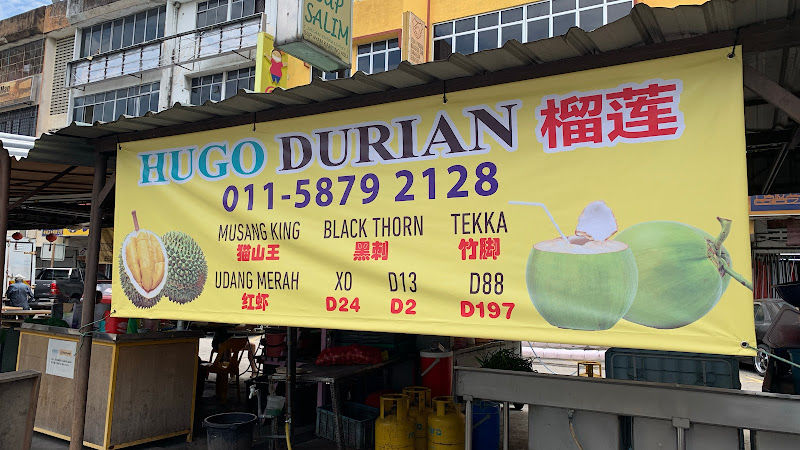 SALIM
HUGO DURIAN 榴莲
011-5879 2128
MUSANG KING BLACK THORN TEKKA
猫山王 黑刺 竹脚
UDANG MERAH XO D13 D88
红虾 D24 D2 D197